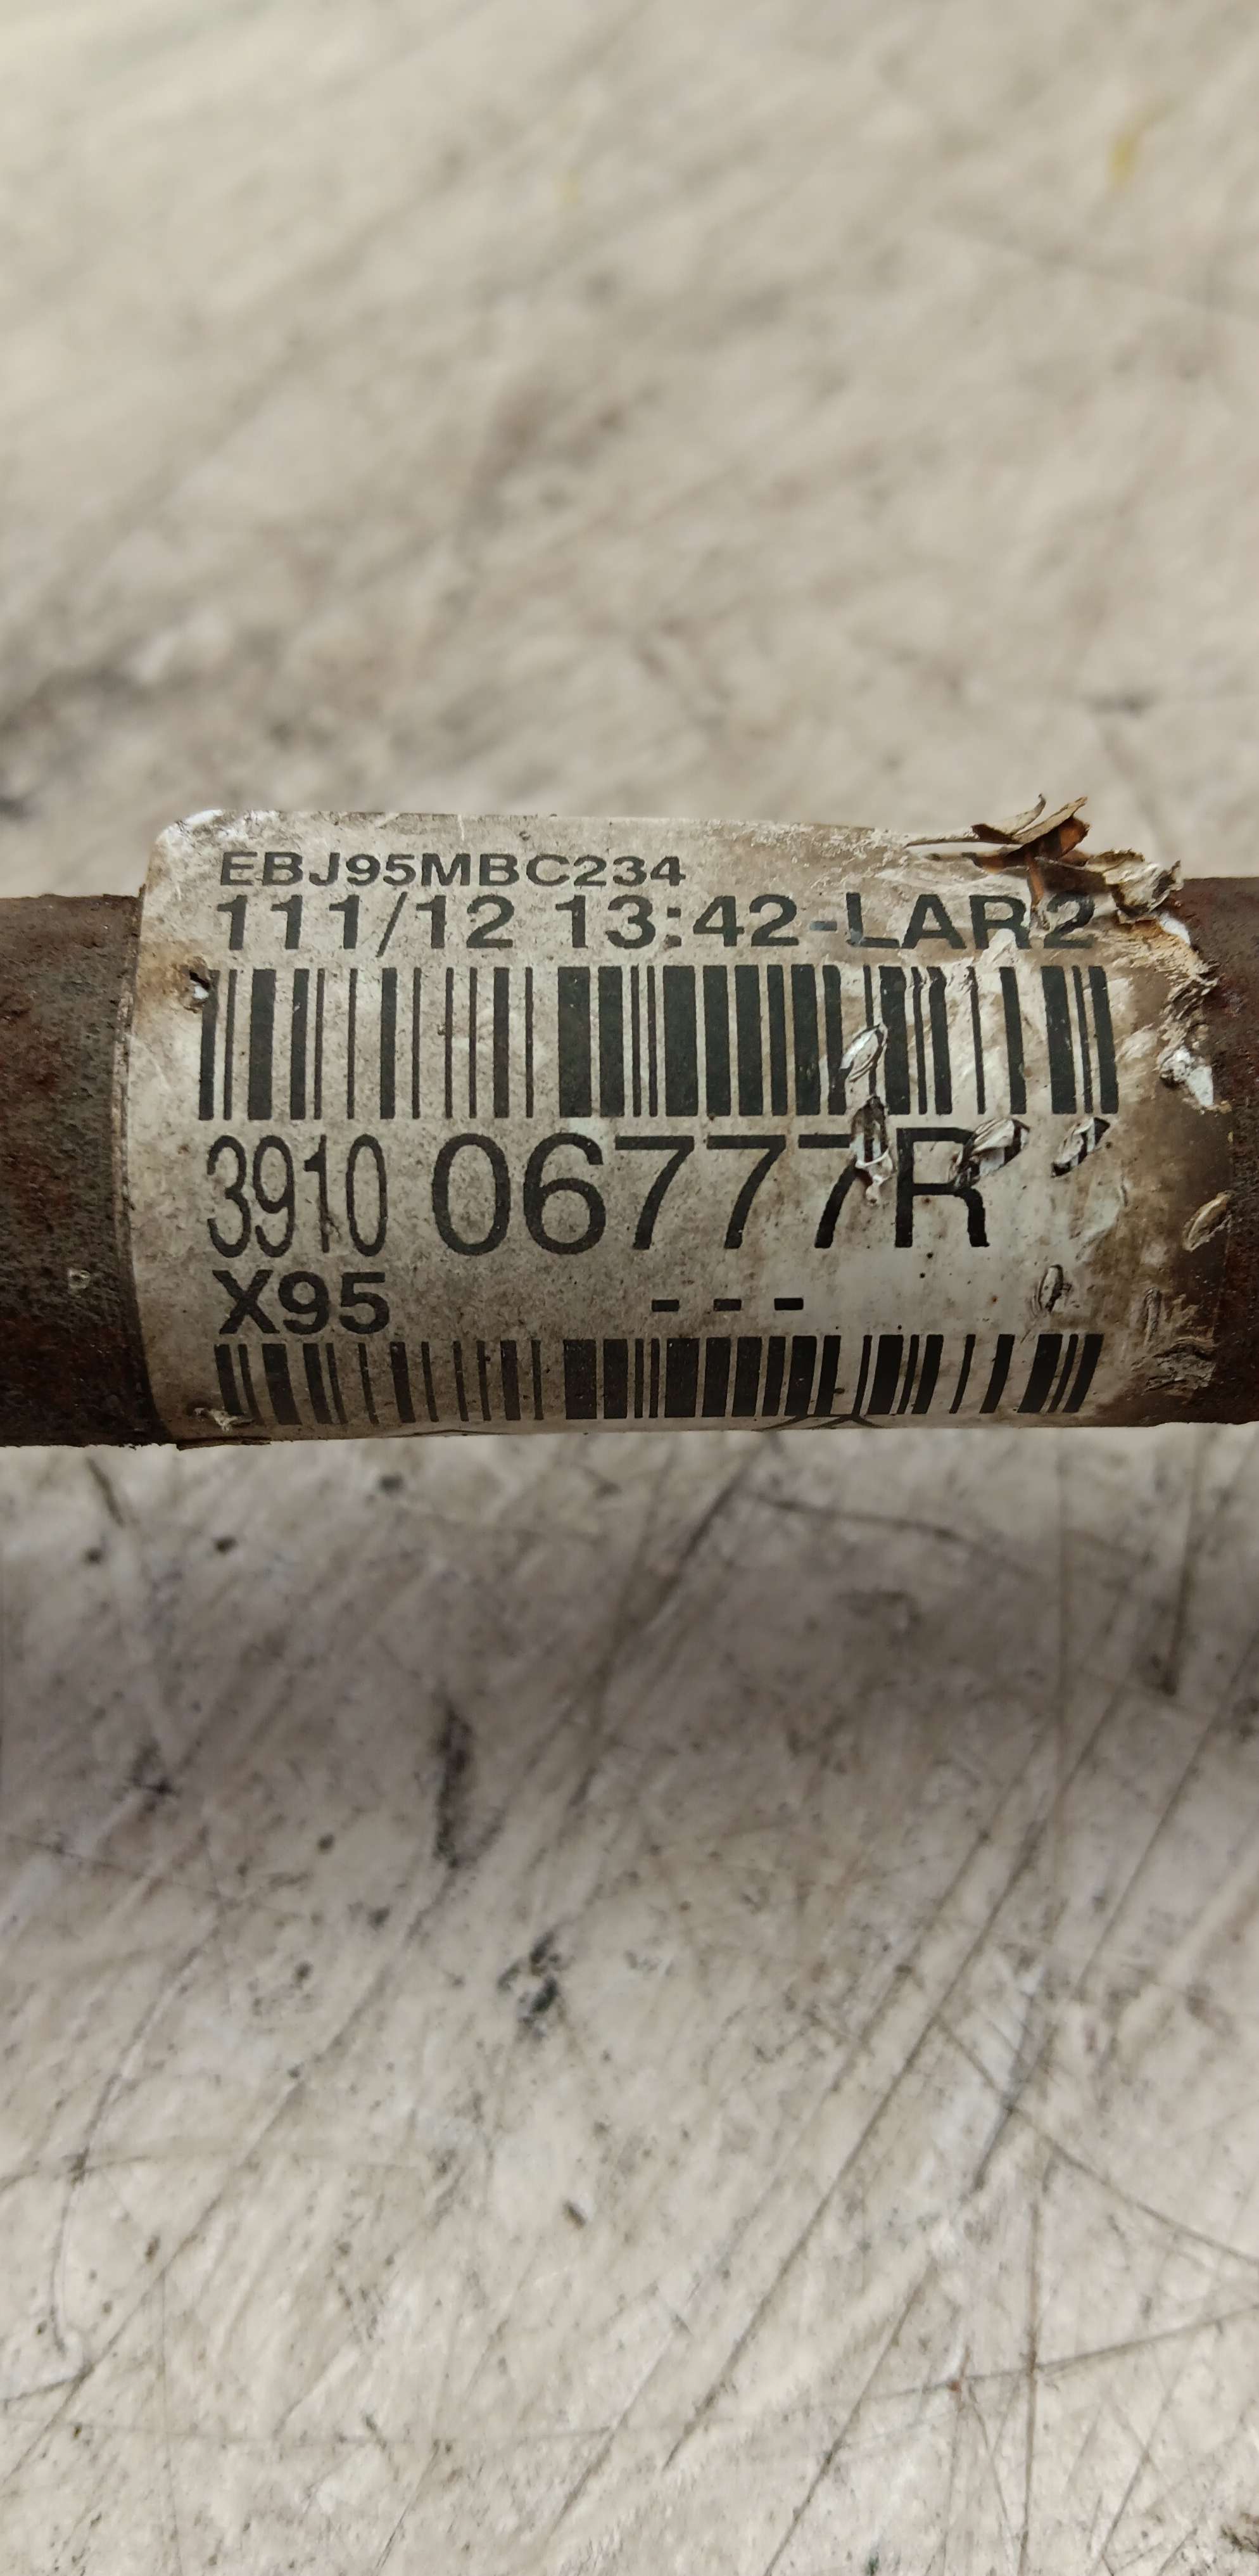 EBJ95MBC234
111/12 13:42-LAR2
3910 06777R
X95 ---